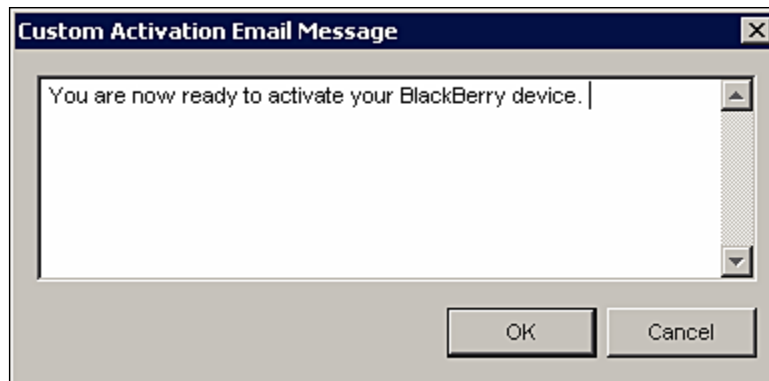 Custom Activation Email Message
You are now ready to activate your BlackBerry device.
OK
Cancel